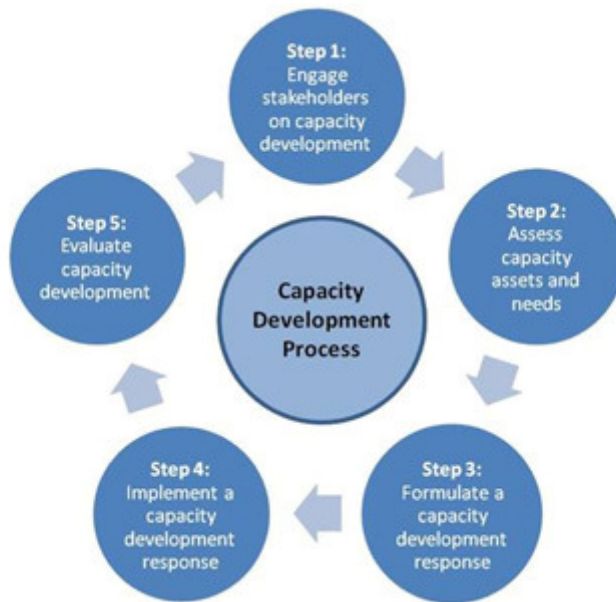 Step 1:
Engage
stakeholders
on capacity
development
Step 2:
Assess
capacity
assets and
needs
Step 3:
Formulate a
capacity
development
response
Step 4:
Implement a
capacity
development
response
Step 5:
Evaluate
capacity
development
Capacity
Development
Process